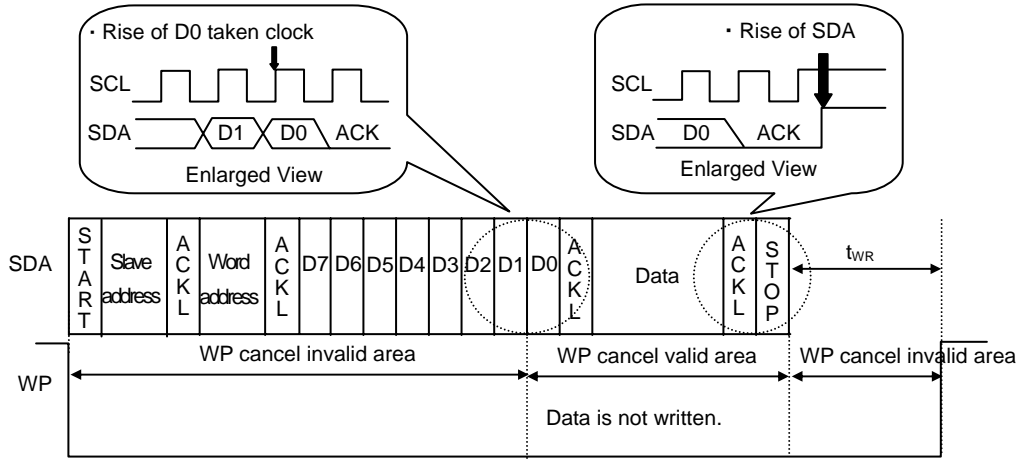 ・Rise of D0 taken clock
SCL
SDA D1 D0 ACK
Enlarged View
・Rise of SDA
SCL
SDA D0 ACK
Enlarged View
SDA START Slave address ACKL Word address ACKL D7 D6 D5 D4 D3 D2 D1 D0 ACKL Data ACKL STOP tWR
WP cancel invalid area WP cancel valid area WP cancel invalid area
WP
Data is not written.